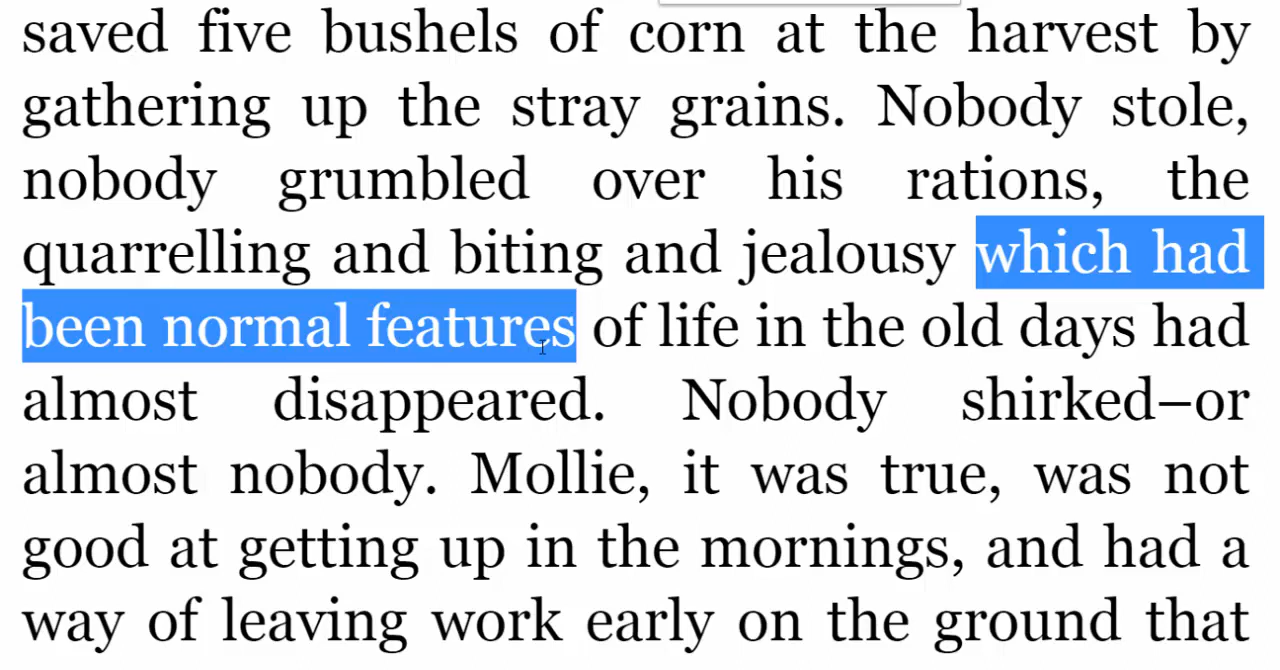 saved five bushels of corn at the harvest by
gathering up the stray grains. Nobody stole,
nobody grumbled over his rations, the
quarrelling and biting and jealousy which had
been normal features of life in the old days had
almost disappeared. Nobody shirked—or
almost nobody. Mollie, it was true, was not
good at getting up in the mornings, and had a
way of leaving work early on the ground that